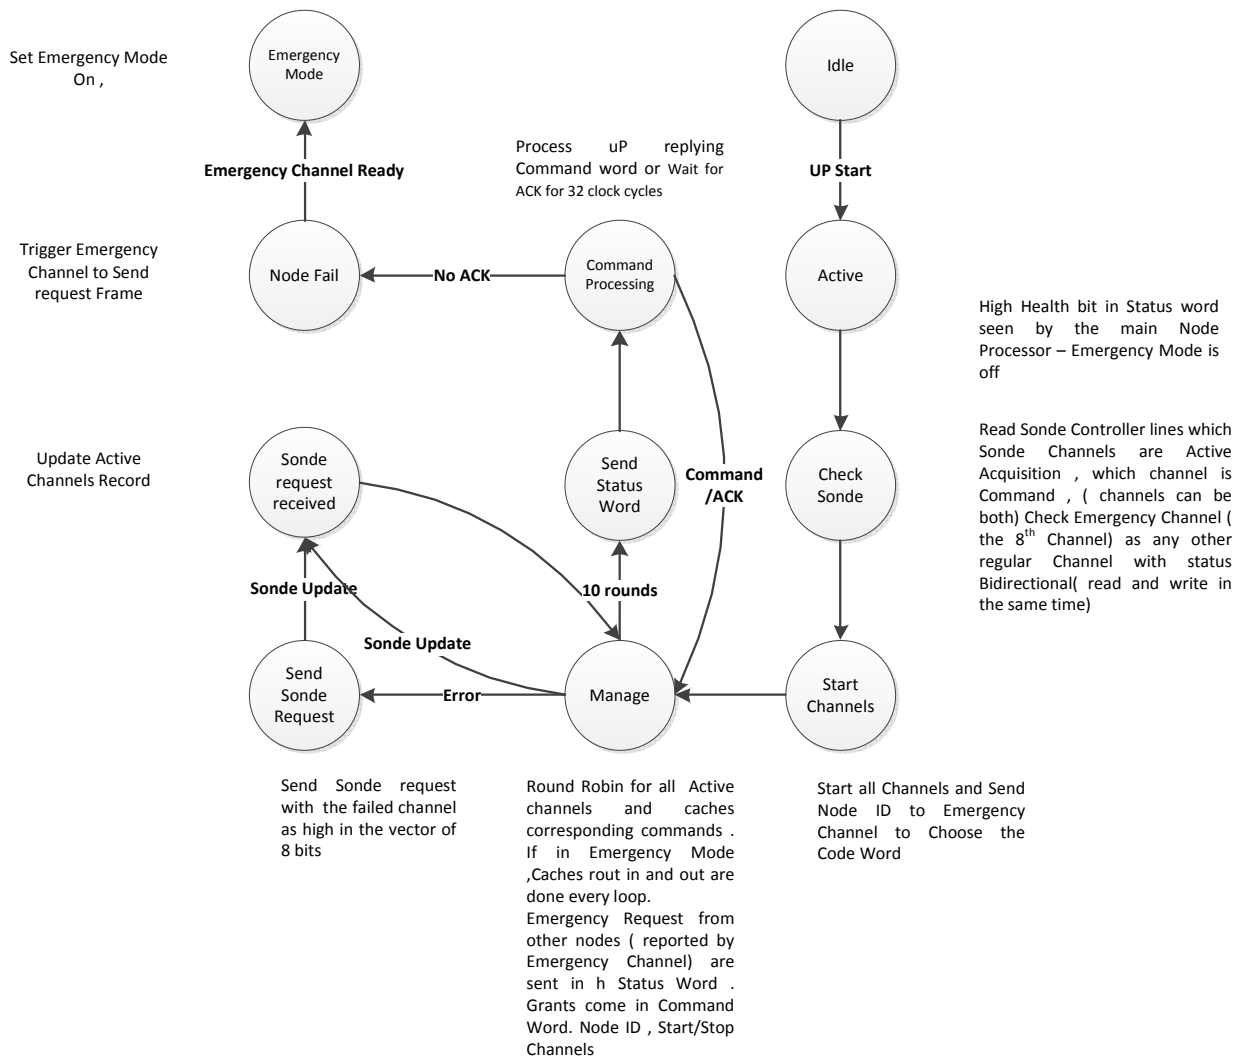 Set Emergency Mode
On ,
Emergency
Mode
Idle
Emergency Channel Ready
Process uP replying
Command word or Wait for
ACK for 32 clock cycles
UP Start
Trigger Emergency
Channel to Send
request Frame
Node Fail
No ACK
Command
Processing
Active
High Health bit in Status word
seen by the main Node
Processor – Emergency Mode is
off
Update Active
Channels Record
Sonde
request
received
Send
Status
Word
Command
/ACK
Check
Sonde
Read Sonde Controller lines which
Sonde Channels are Active
Acquisition , which channel is
Command , ( channels can be
both) Check Emergency Channel (
the 8th Channel) as any other
regular Channel with status
Bidirectional( read and write in
the same time)
Sonde Update
10 rounds
Sonde Update
Send
Sonde
Request
Error
Manage
Start
Channels
Send Sonde request
with the failed channel
as high in the vector of
8 bits
Round Robin for all Active
channels and caches
corresponding commands .
If in Emergency Mode
,Caches rout in and out are
done every loop.
Emergency Request from
other nodes ( reported by
Emergency Channel) are
sent in h Status Word .
Grants come in Command
Word. Node ID , Start/Stop
Channels
Start all Channels and Send
Node ID to Emergency
Channel to Choose the
Code Word